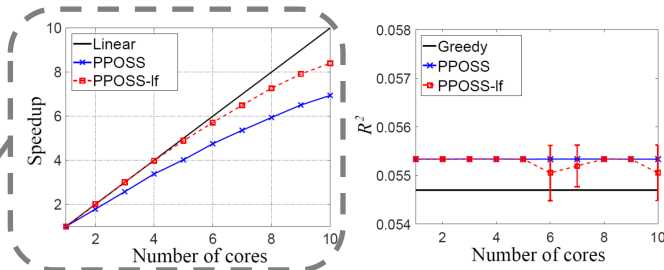 10
8
6
4
2
Speedup
Linear
PPOSS
PPOSS-lf
2
4
6
8
10
Number of cores
0.058
0.057
0.056
0.055
0.054
R²
Greedy
PPOSS
PPOSS-lf
2
4
6
8
10
Number of cores